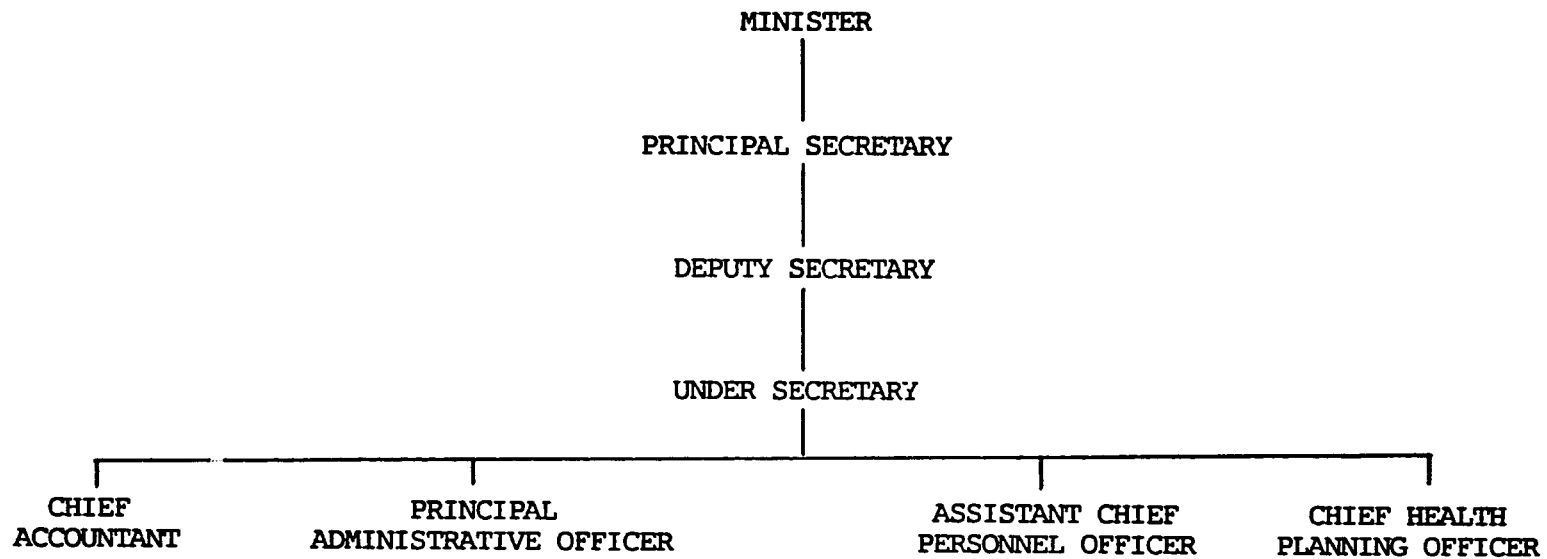 MINISTER
PRINCIPAL SECRETARY
DEPUTY SECRETARY
UNDER SECRETARY
CHIEF
ACCOUNTANT
PRINCIPAL
ADMINISTRATIVE OFFICER
ASSISTANT CHIEF
PERSONNEL OFFICER
CHIEF HEALTH
PLANNING OFFICER